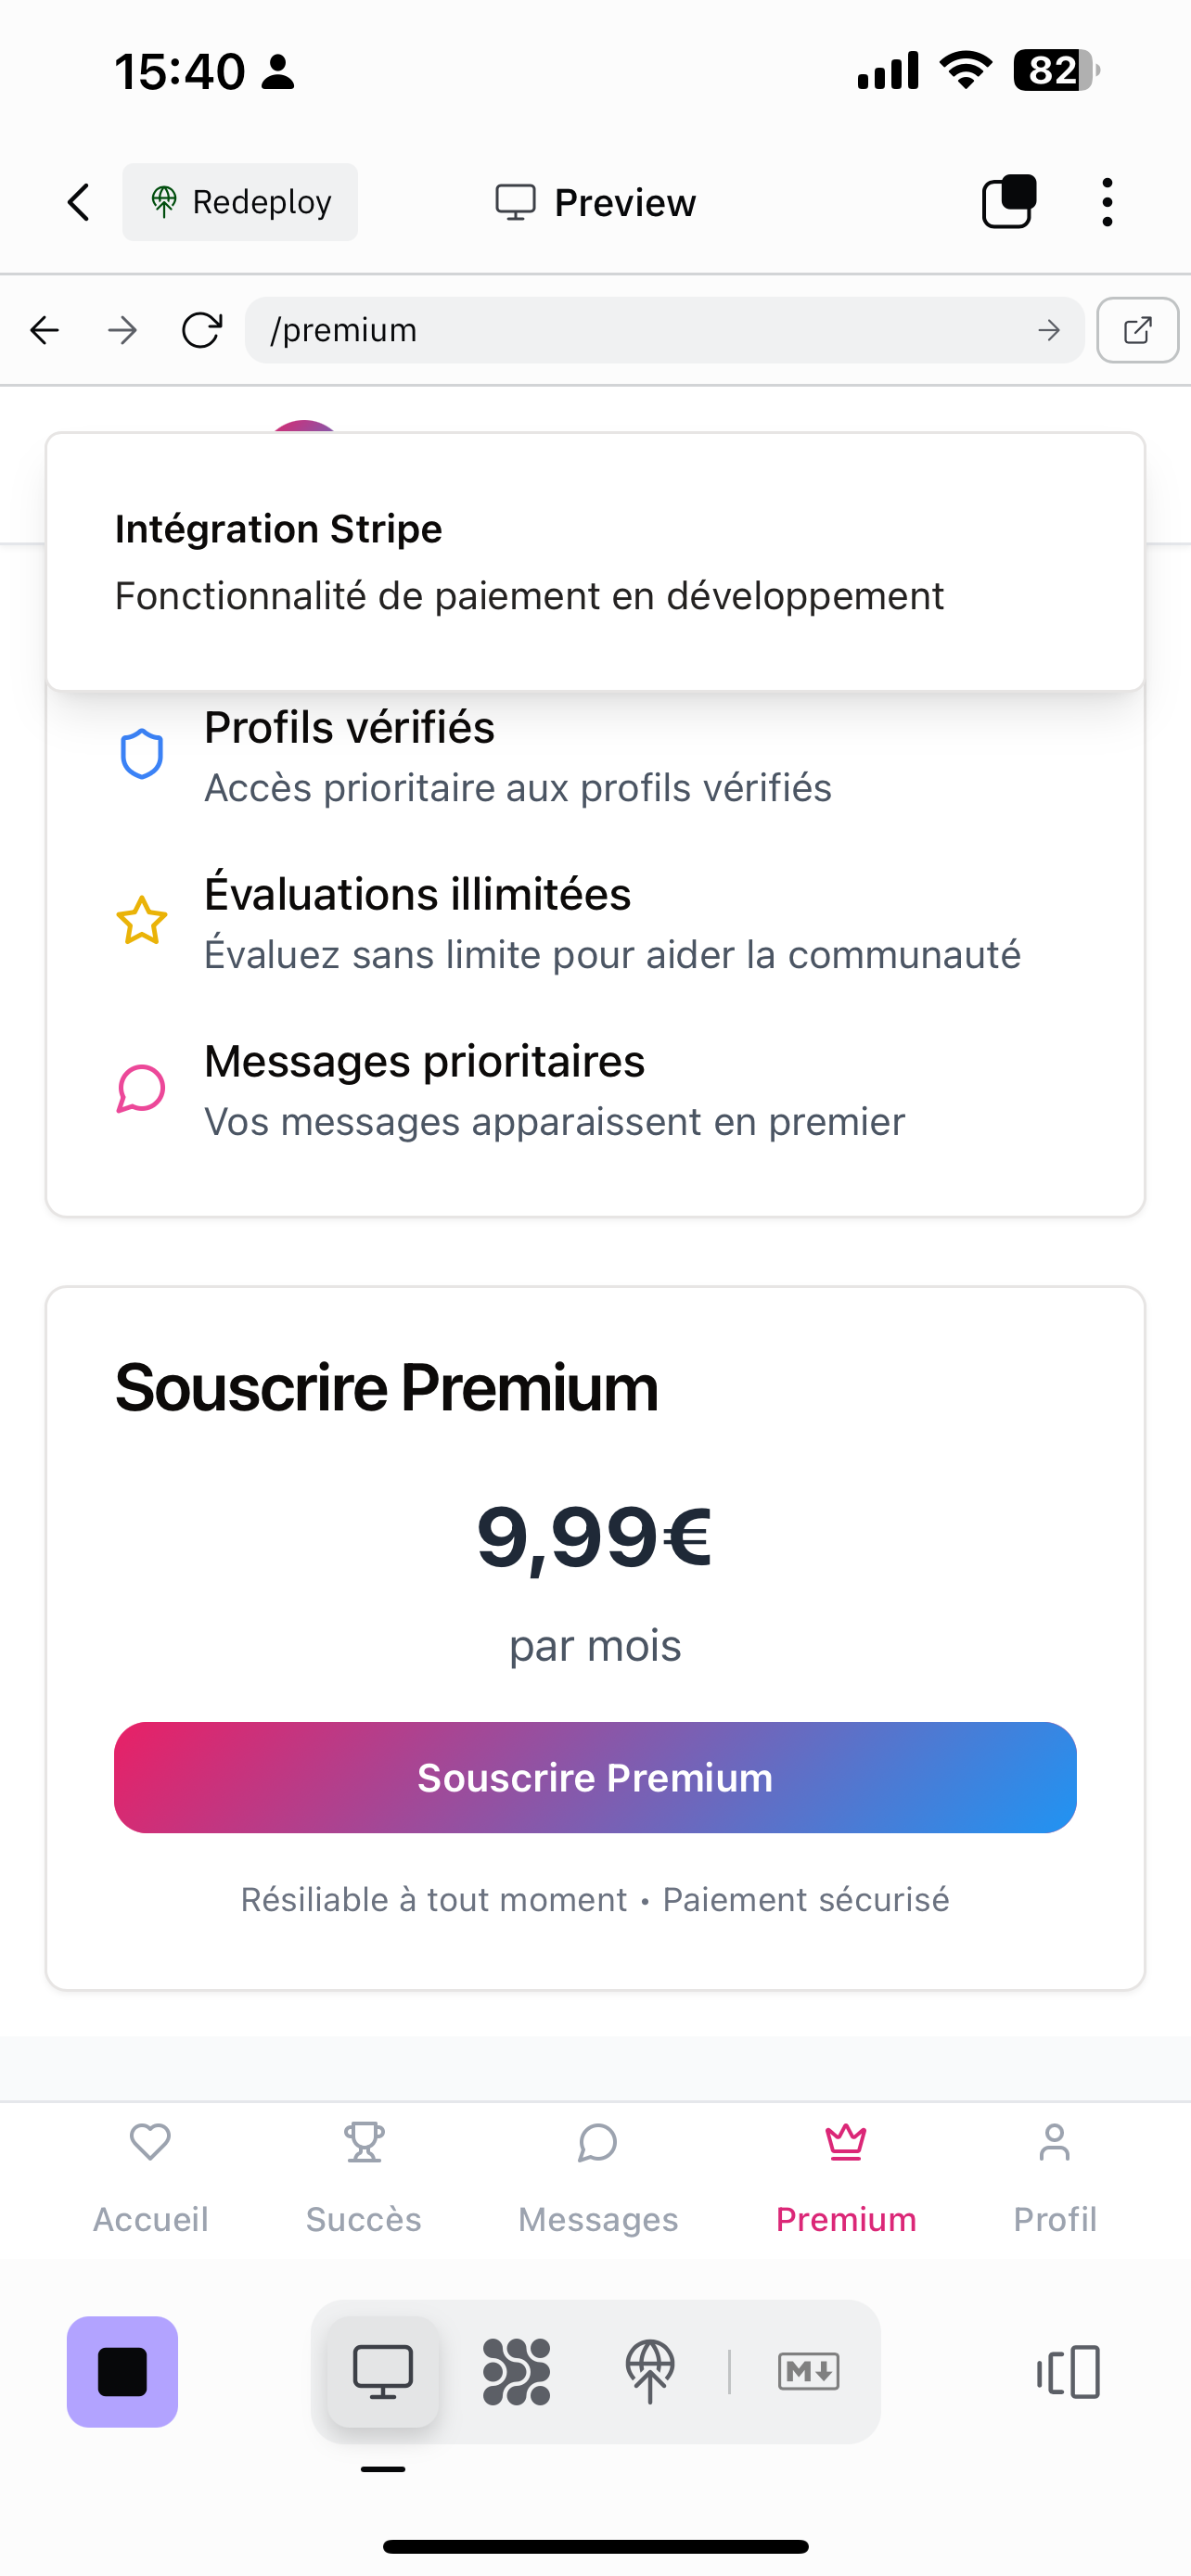 15:40
82
Redeploy
Preview
/premium
Intégration Stripe
Fonctionnalité de paiement en développement
Profils vérifiés
Accès prioritaire aux profils vérifiés
Évaluations illimitées
Évaluez sans limite pour aider la communauté
Messages prioritaires
Vos messages apparaissent en premier
Souscrire Premium
9,99€
par mois
Souscrire Premium
Résiliable à tout moment • Paiement sécurisé
Accueil
Succès
Messages
Premium
Profil
M